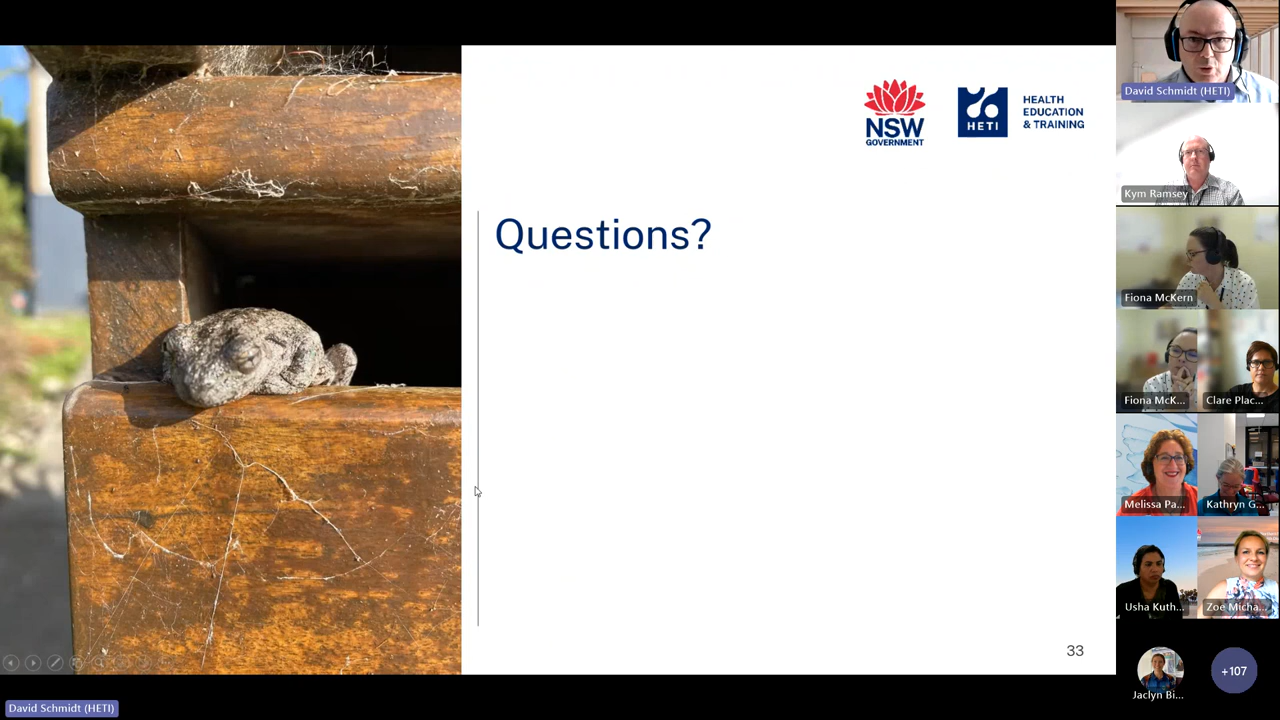 NSW
GOVERNMENT
HETI
HEALTH
EDUCATION
& TRAINING
Questions?
33
David Schmidt (HETI)
David Schmidt (HETI)
Kym Ramsey
Fiona McKern
Fiona McK...
Clare Plac...
Melissa Pa...
Kathryn G...
Usha Kuth...
Zoe Micha...
Jaclyn Bi...
+107